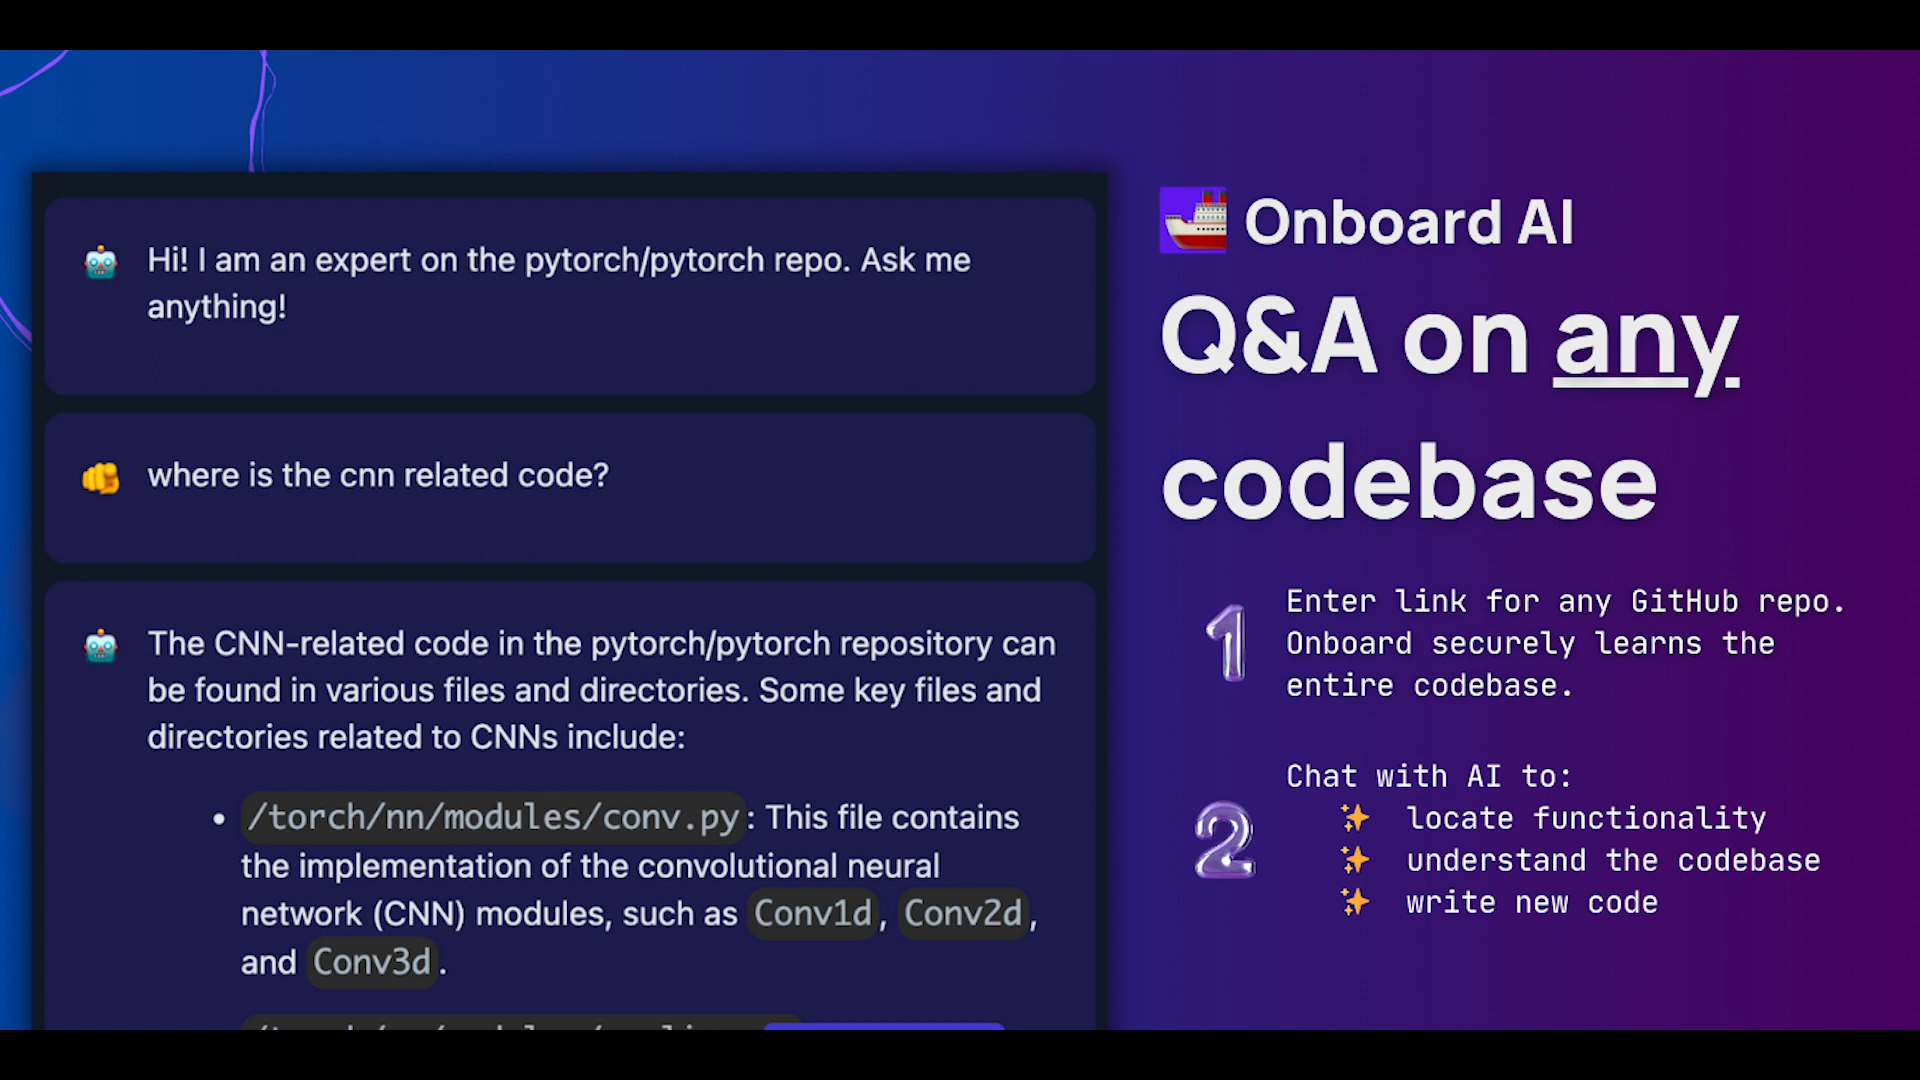 Hi! I am an expert on the pytorch/pytorch repo. Ask me
anything!
where is the cnn related code?
The CNN-related code in the pytorch/pytorch repository can
be found in various files and directories. Some key files and
directories related to CNNs include:
• /torch/nn/modules/conv.py: This file contains
the implementation of the convolutional neural
network (CNN) modules, such as Conv1d, Conv2d,
and Conv3d.
Onboard AI
Q&A on any
codebase
1
Enter link for any GitHub repo.
Onboard securely learns the
entire codebase.
2
Chat with AI to:
✨ locate functionality
✨ understand the codebase
✨ write new code